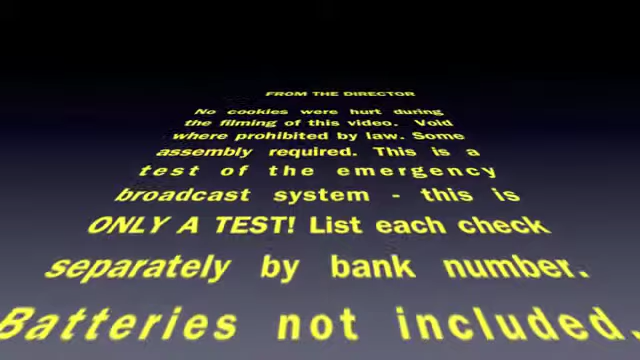 FROM THE DIRECTOR
No cookies were hurt during
the filming of this video. Void
where prohibited by law. Some
assembly required. This is a
test of the emergency
broadcast system - this is
ONLY A TEST! List each check
separately by bank number.
Batteries not included.